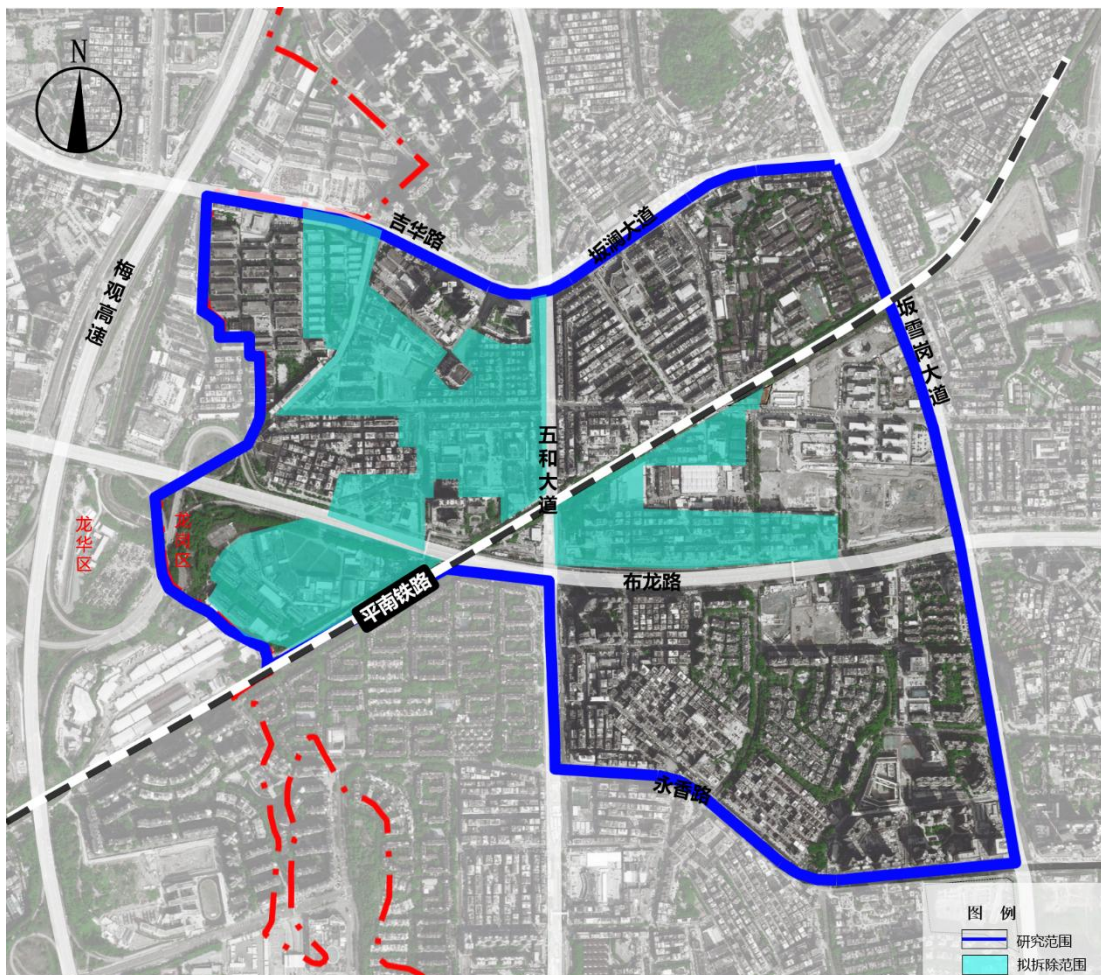 N
吉华路
坂澜大道
梅观高速
坂雪岗大道
五和大道
龙华区
龙岗区
布龙路
平南铁路
永香路
图 例
研究范围
拟拆除范围